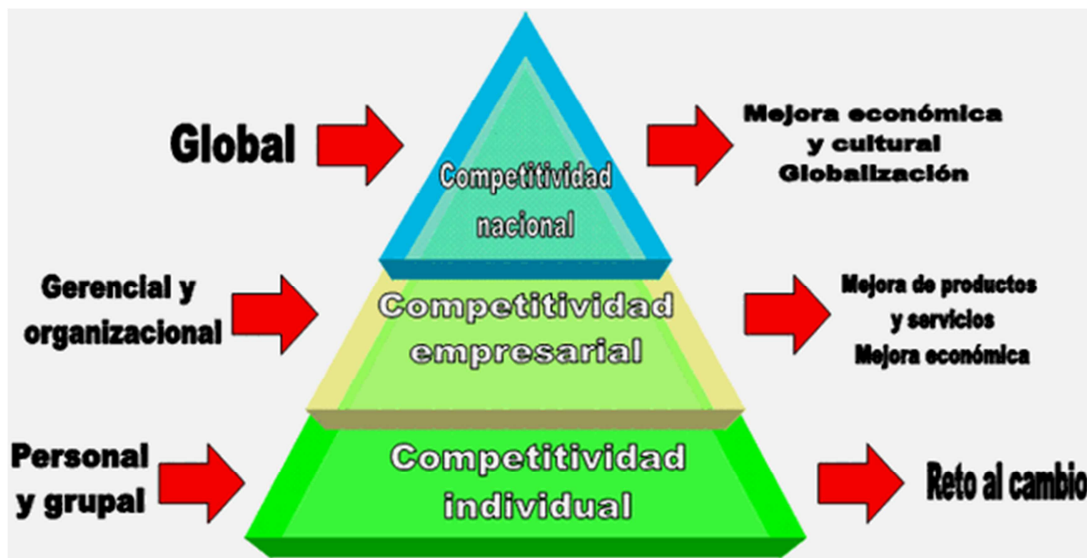 Global
Competitividad
nacional
Mejora económica
y cultural
Globalización
Gerencial y
organizacional
Competitividad
empresarial
Mejora de productos
y servicios
Mejora económica
Personal
y grupal
Competitividad
individual
Reto al cambio